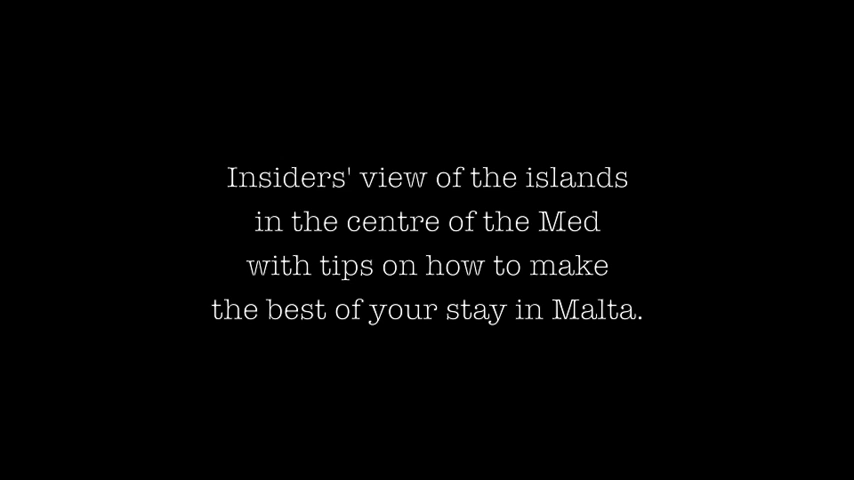 Insiders' view of the islands
in the centre of the Med
with tips on how to make
the best of your stay in Malta.